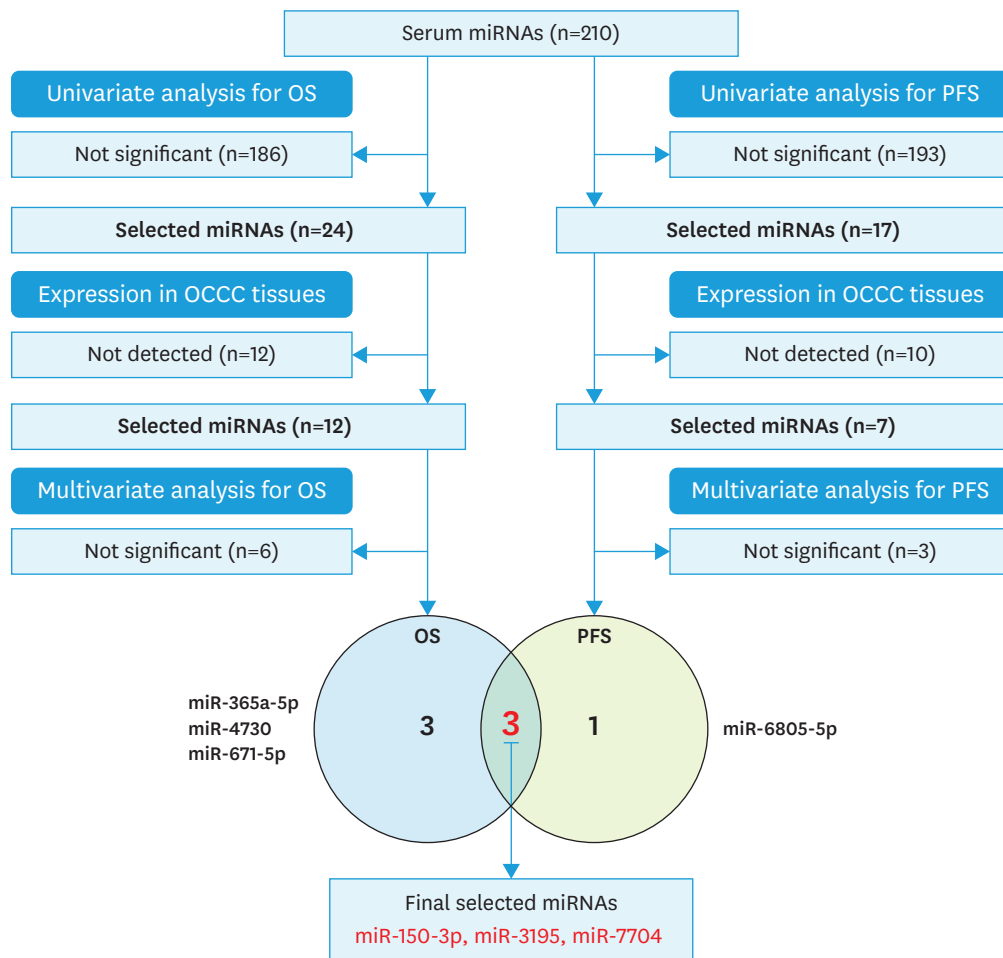 Serum miRNAs (n=210)
Univariate analysis for OS
Univariate analysis for PFS
Not significant (n=186)
Not significant (n=193)
Selected miRNAs (n=24)
Selected miRNAs (n=17)
Expression in OCCC tissues
Expression in OCCC tissues
Not detected (n=12)
Not detected (n=10)
Selected miRNAs (n=12)
Selected miRNAs (n=7)
Multivariate analysis for OS
Multivariate analysis for PFS
Not significant (n=6)
Not significant (n=3)
OS
PFS
miR-365a-5p
miR-4730
miR-671-5p
3
3
1
miR-6805-5p
Final selected miRNAs
miR-150-3p, miR-3195, miR-7704